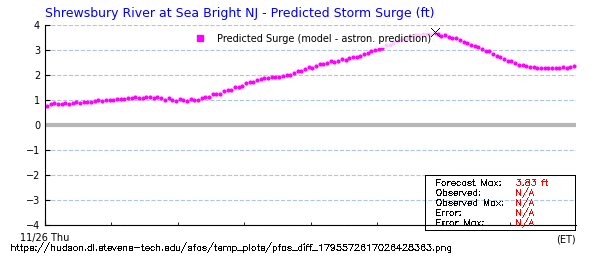 Shrewsbury River at Sea Bright NJ - Predicted Storm Surge (ft)
4
Predicted Surge (model - astron. prediction)
3
2
1
0
−1
−2
Forecast Max: 3.83 ft
Observed: N/A
−3
Observed Max: N/A
Error: N/A
Error Max: N/A
−4
11/26 Thu
(ET)
https://hudson.dl.stevens-tech.edu/sfas/temp_plots/pfas_diff_1795572617026428363.png